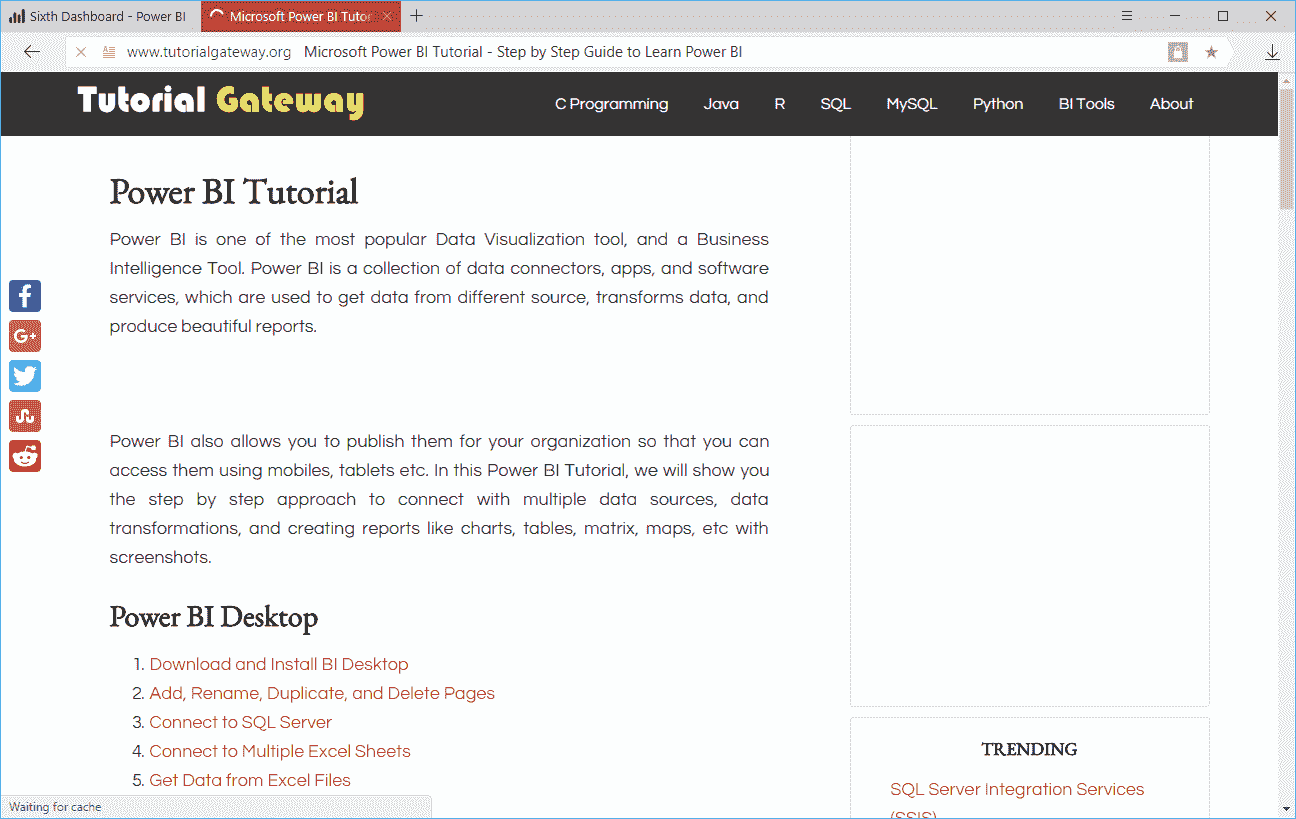 Sixth Dashboard - Power BI
Microsoft Power BI Tutor
www.tutorialgateway.org Microsoft Power BI Tutorial - Step by Step Guide to Learn Power BI
Tutorial Gateway
C Programming Java R SQL MySQL Python BI Tools About
Power BI Tutorial
Power BI is one of the most popular Data Visualization tool, and a Business
Intelligence Tool. Power BI is a collection of data connectors, apps, and software
services, which are used to get data from different source, transforms data, and
produce beautiful reports.
G+
Power BI also allows you to publish them for your organization so that you can
access them using mobiles, tablets etc. In this Power BI Tutorial, we will show you
the step by step approach to connect with multiple data sources, data
transformations, and creating reports like charts, tables, matrix, maps, etc with
screenshots.
Power BI Desktop
1. Download and Install BI Desktop
2. Add, Rename, Duplicate, and Delete Pages
3. Connect to SQL Server
4. Connect to Multiple Excel Sheets
5. Get Data from Excel Files
TRENDING
SQL Server Integration Services
(SSIS)
Waiting for cache